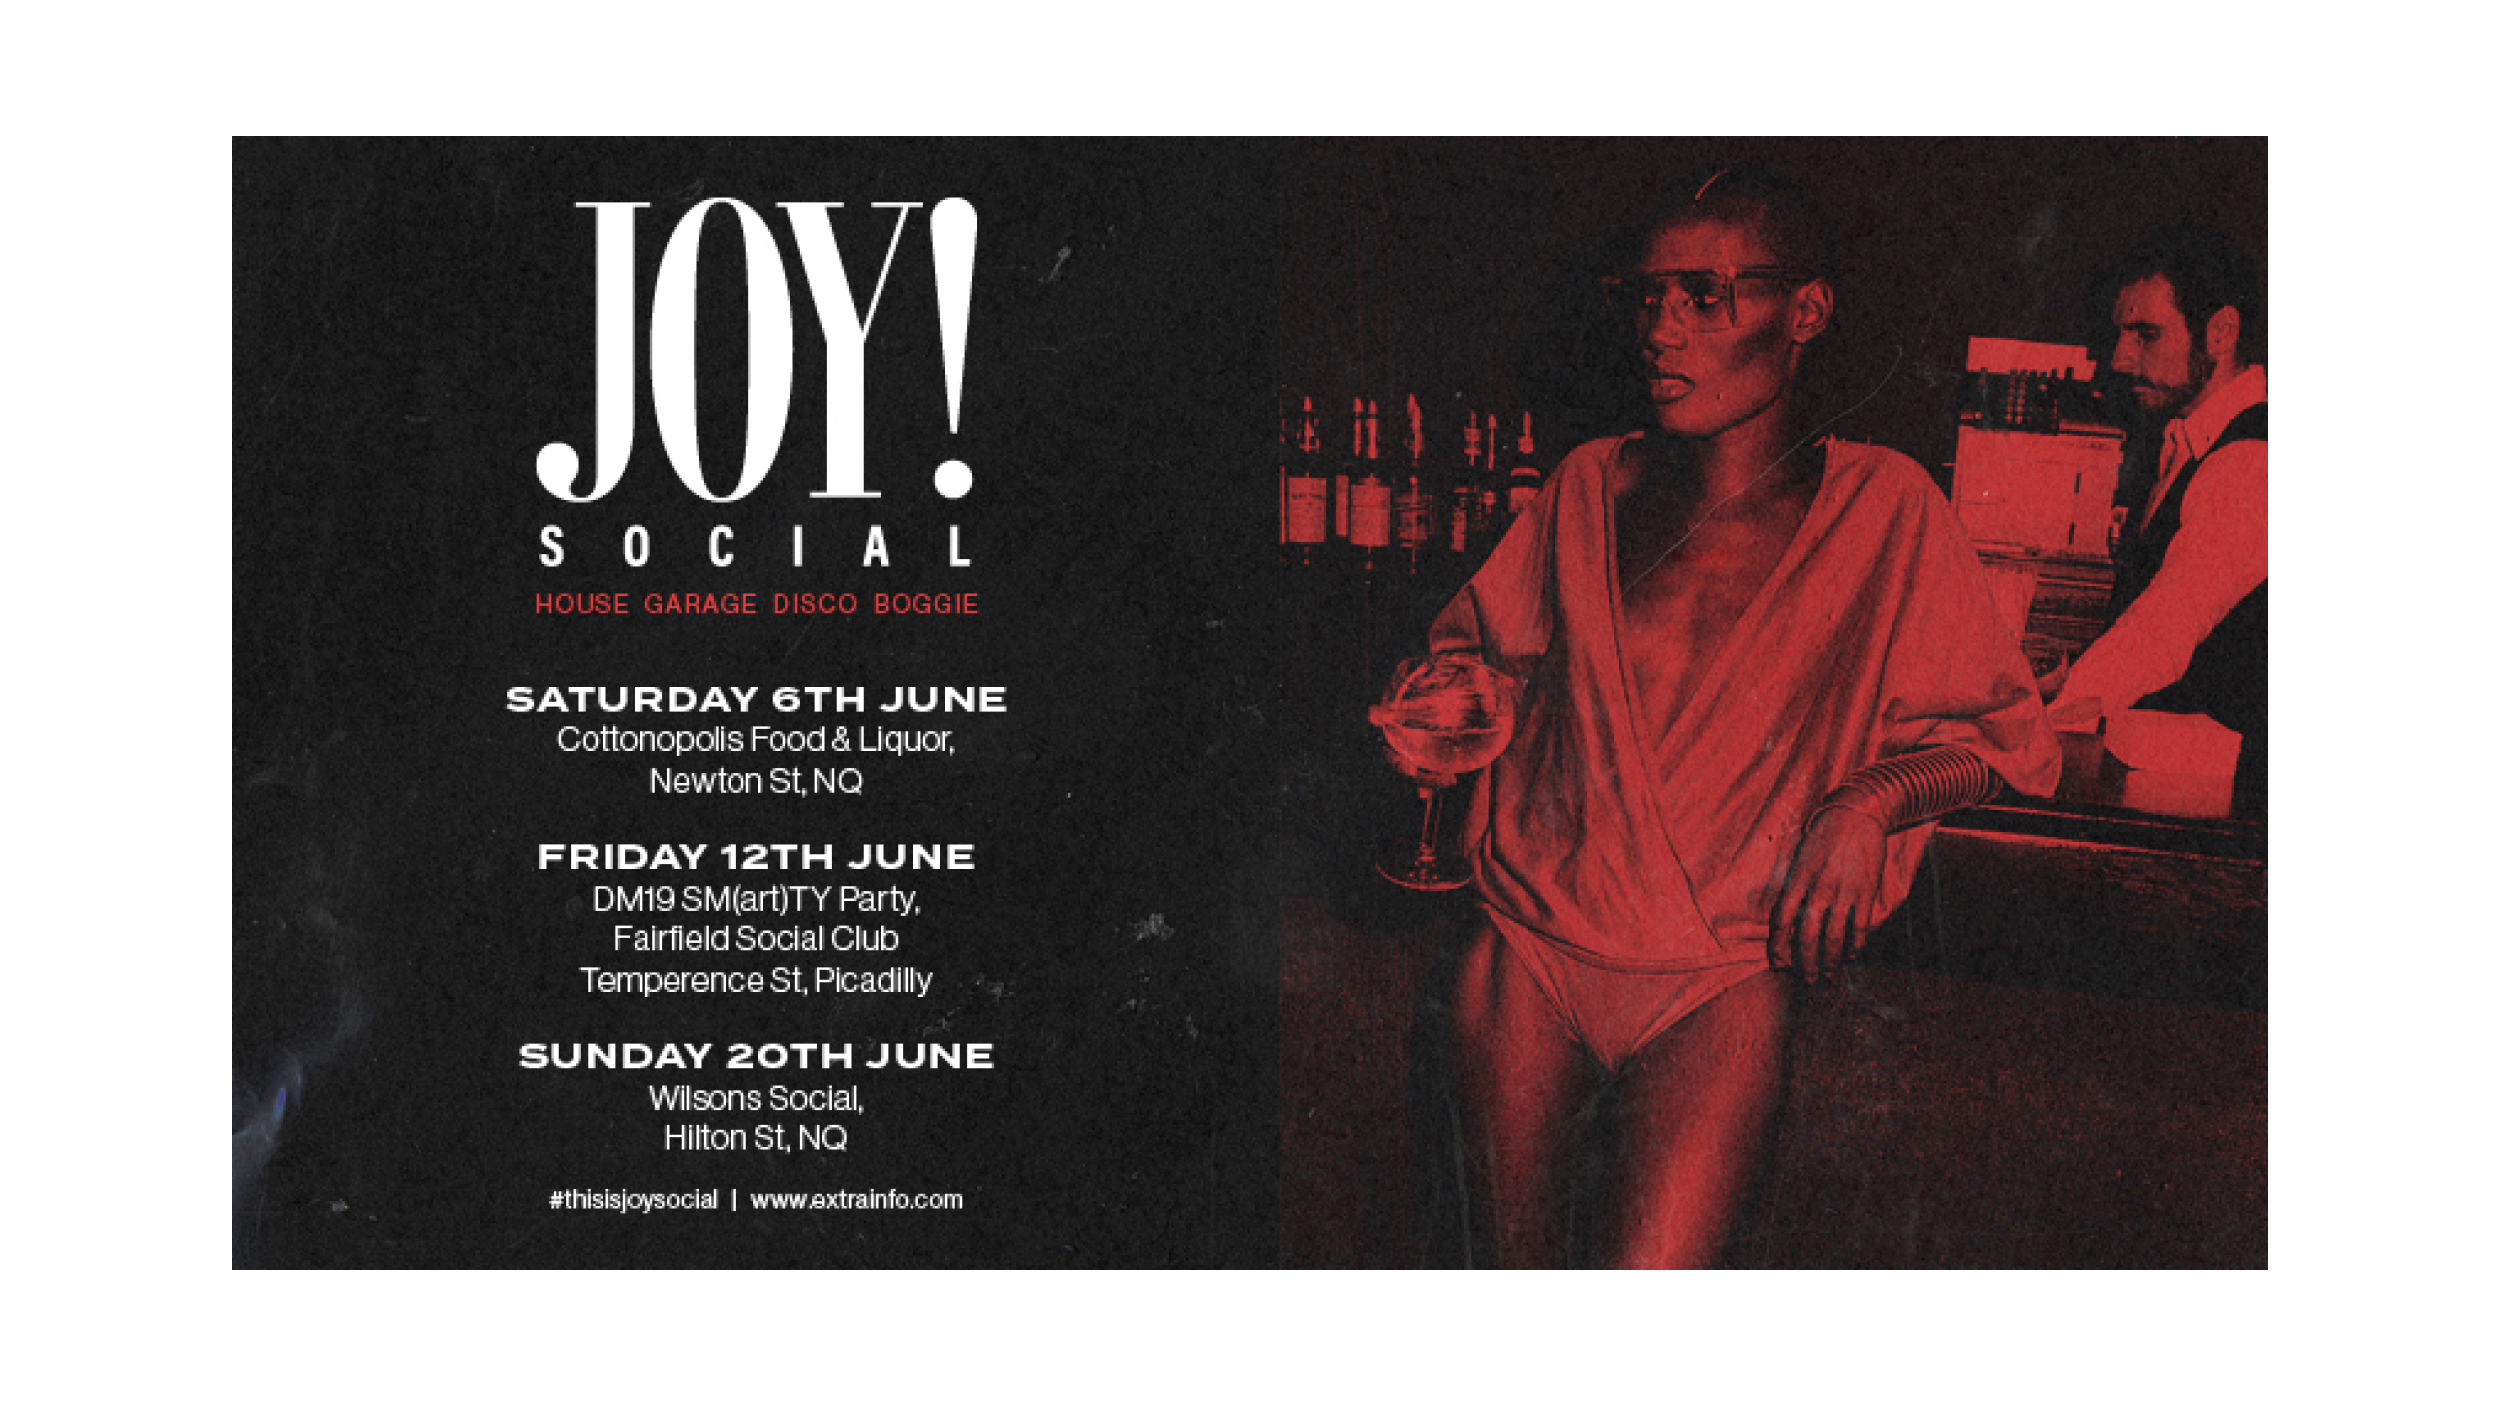 JOY!
SOCIAL
HOUSE GARAGE DISCO BOGGIE
SATURDAY 6TH JUNE
Cottonopolis Food & Liquor,
Newton St, NQ
FRIDAY 12TH JUNE
DM19 SM(art)TY Party,
Fairfield Social Club
Temperence St, Picadilly
SUNDAY 20TH JUNE
Wilsons Social,
Hilton St, NQ
#thisisjoysocial | www.extrainfo.com